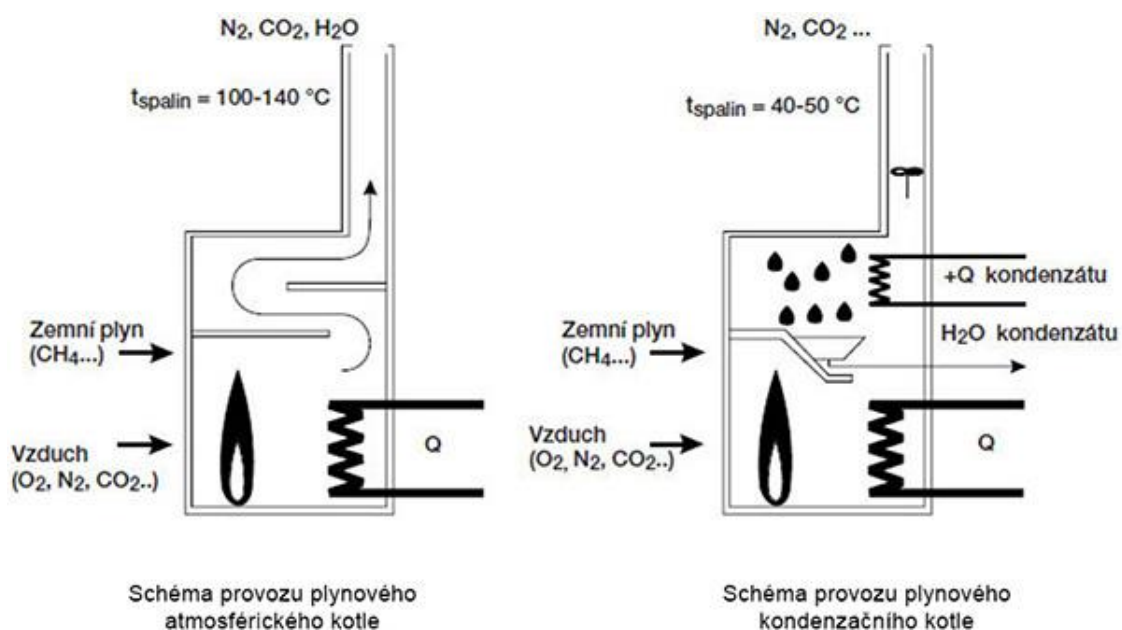 N2, CO2, H2O
tspalin = 100-140 °C
Zemní plyn
(CH4...)
Vzduch
(O2, N2, CO2..)
Q
Schéma provozu plynového
atmosférického kotle
N2, CO2 ...
tspalin = 40-50 °C
+Q kondenzátu
H2O kondenzátu
Zemní plyn
(CH4...)
Vzduch
(O2, N2, CO2..)
Q
Schéma provozu plynového
kondenzačního kotle